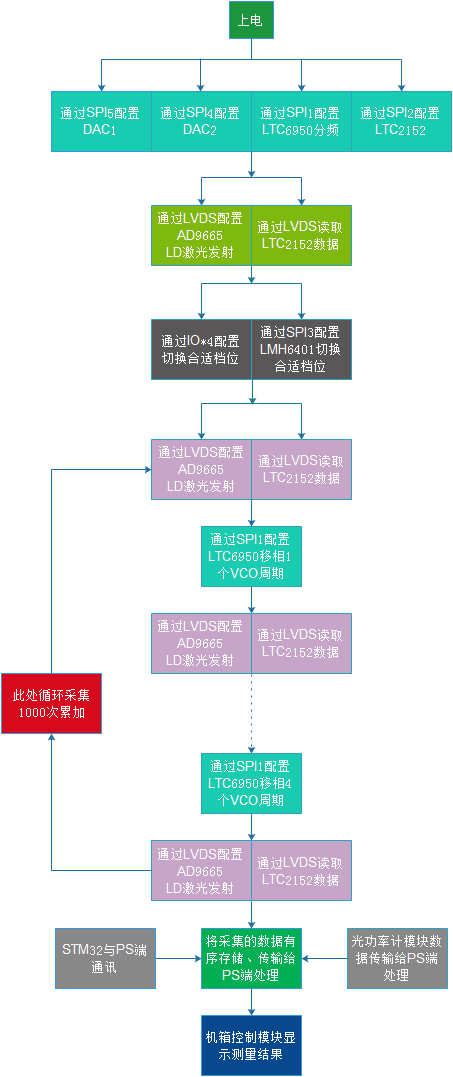 上电
通过SPI5配置
DAC1
通过SPI4配置
DAC2
通过SPI1配置
LTC6950分频
通过SPI2配置
LTC2152
通过LVDS配置
AD9665
LD激光发射
通过LVDS读取
LTC2152数据
通过IO*4配置
切换合适档位
通过SPI3配置
LMH6401切换
合适档位
通过LVDS配置
AD9665
LD激光发射
通过LVDS读取
LTC2152数据
通过SPI1配置
LTC6950移相1
个VCO周期
通过LVDS配置
AD9665
LD激光发射
通过LVDS读取
LTC2152数据
此处循环采集
1000次累加
通过SPI1配置
LTC6950移相4
个VCO周期
通过LVDS配置
AD9665
LD激光发射
通过LVDS读取
LTC2152数据
STM32与PS端
通讯
将采集的数据有
序存储、传输给
PS端处理
光功率计模块数
据传输给PS端
处理
机箱控制模块显
示测量结果